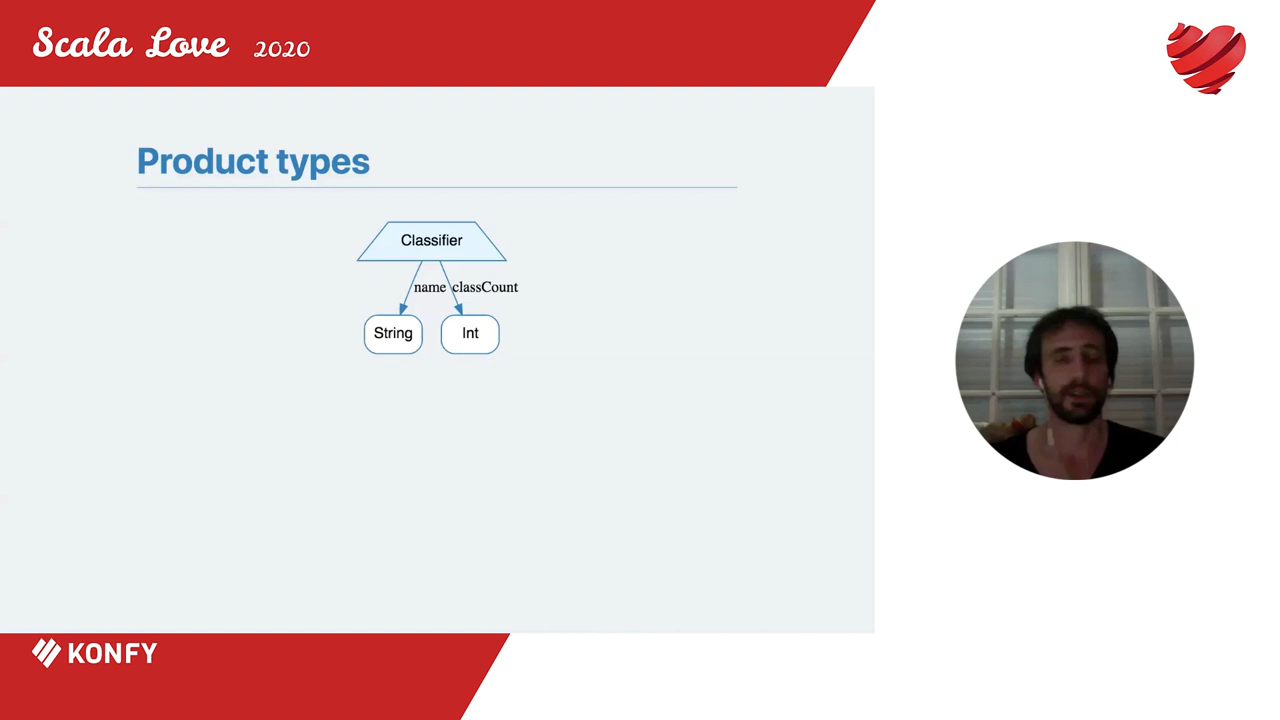 Scala Love 2020
Product types
Classifier
name classCount
String Int
KONFY